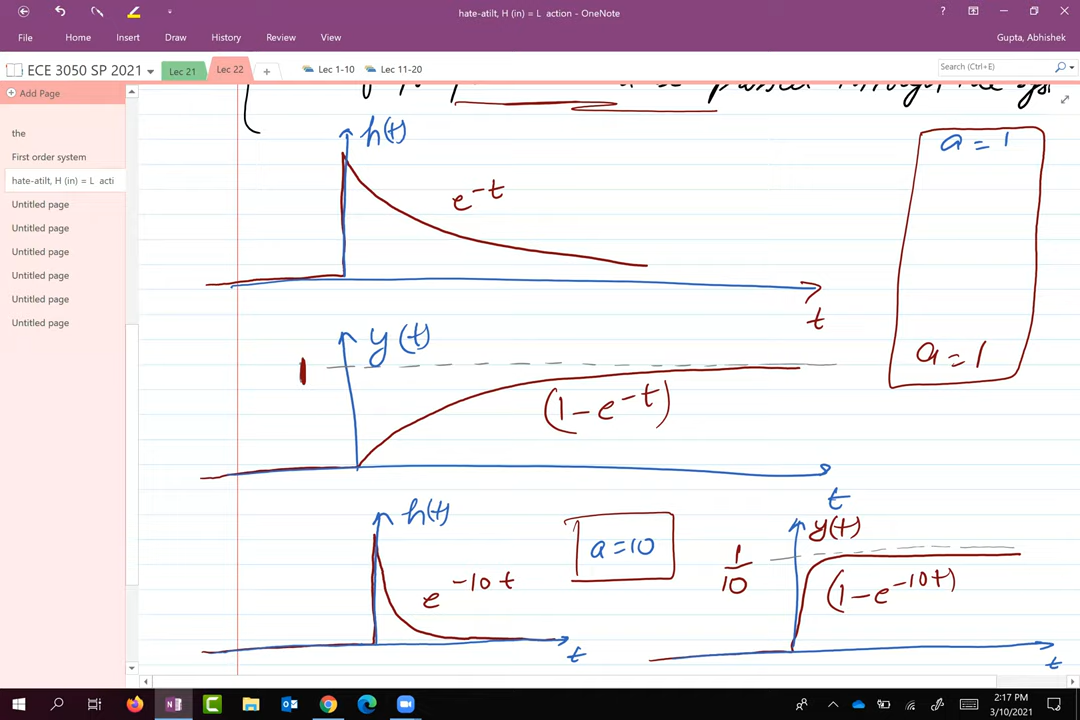 hate-atilt, H (in) = L action - OneNote
File Home Insert Draw History Review View
Gupta, Abhishek
ECE 3050 SP 2021
Lec 21
Lec 22
Lec 1-10
Lec 11-20
Search (Ctrl+E)
Add Page
the
First order system
hate-atilt, H (in) = L acti
Untitled page
Untitled page
Untitled page
Untitled page
Untitled page
Untitled page
h(t)
a = 1
e^-t
t
y(t)
a = 1
1
(1 - e^-t)
t
h(t)
a = 10
y(t)
1/10
e^-10t
(1 - e^-10t)
t
t
2:17 PM
3/10/2021